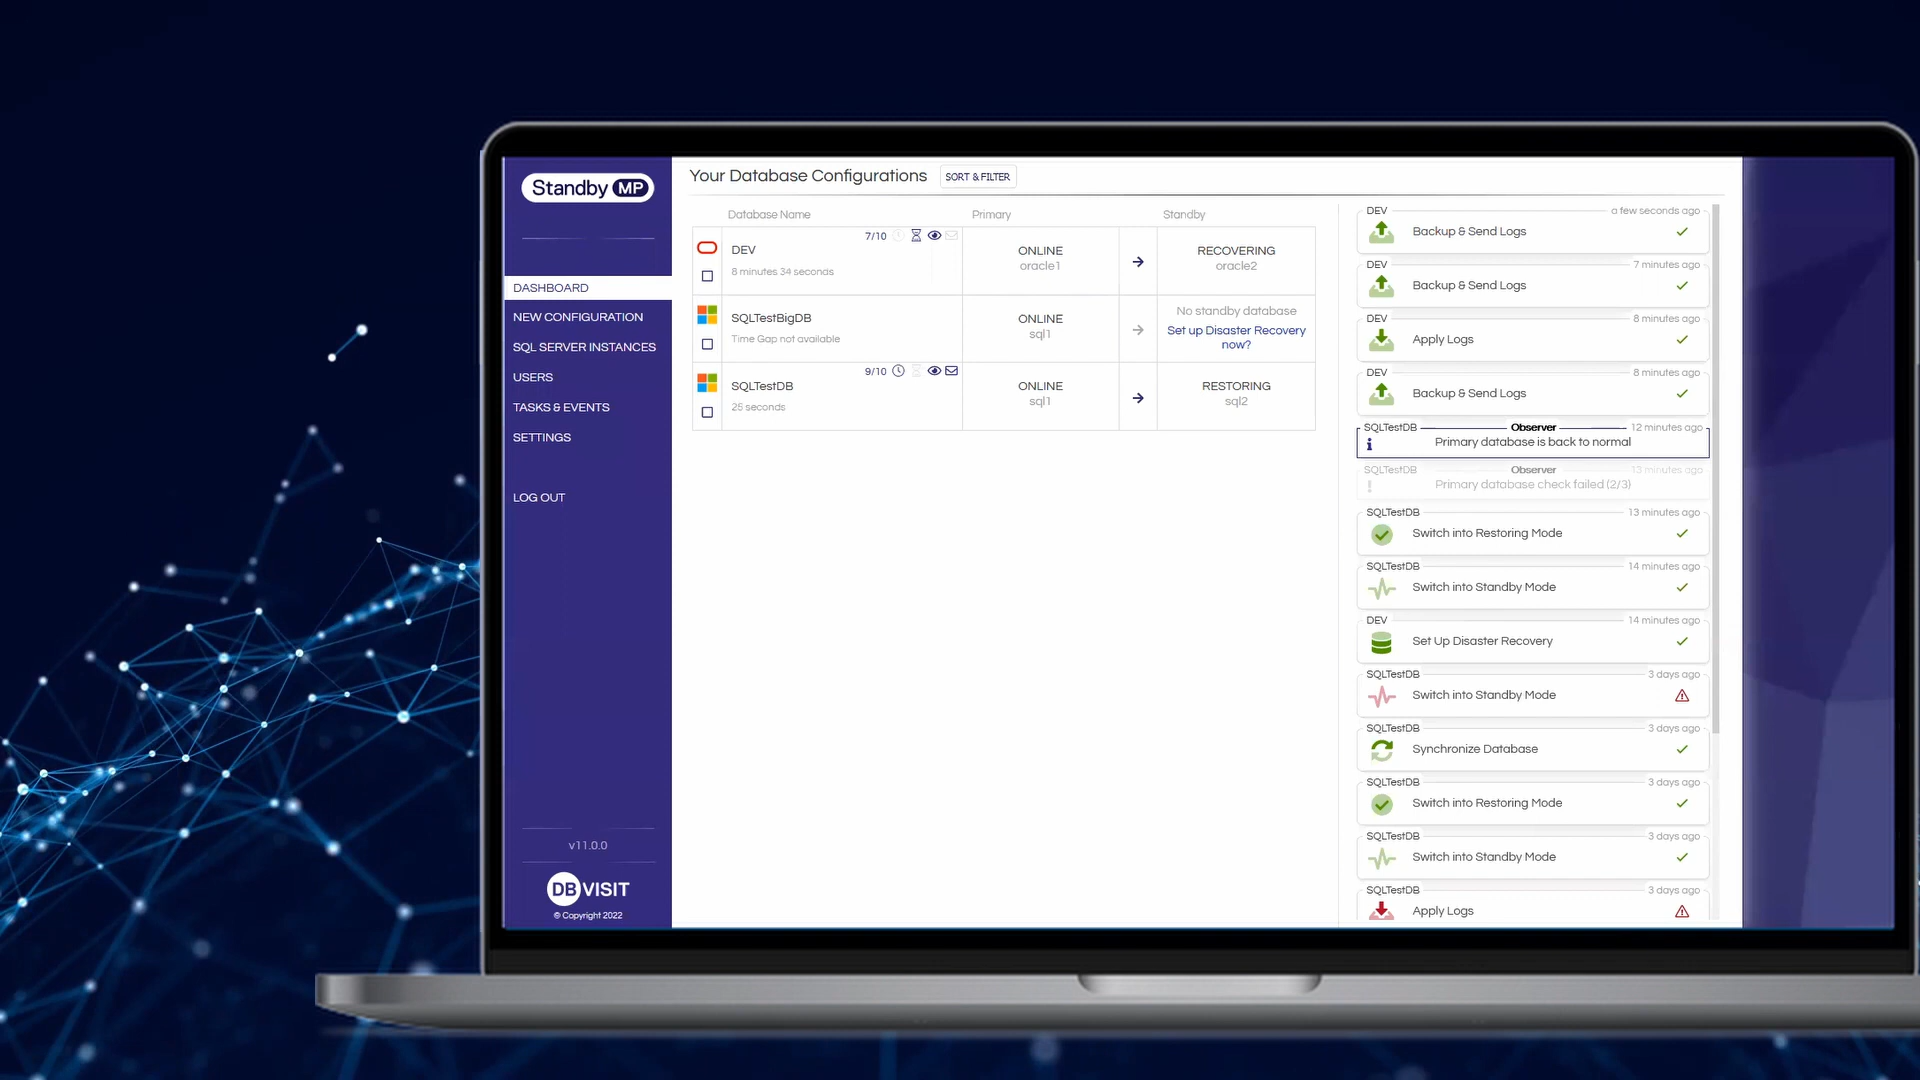 Standby MP
DASHBOARD
NEW CONFIGURATION
SQL SERVER INSTANCES
USERS
TASKS & EVENTS
SETTINGS
LOG OUT
v11.0.0
DBVISIT
© Copyright 2022
Your Database Configurations
SORT & FILTER
Database Name Primary Standby
DEV 7/10
8 minutes 34 seconds
ONLINE
oracle1
RECOVERING
oracle2
SQLTestBigDB
Time Gap not available
ONLINE
sql1
No standby database
Set up Disaster Recovery
now?
SQLTestDB 9/10
25 seconds
ONLINE
sql1
RESTORING
sql2
DEV a few seconds ago
Backup & Send Logs
DEV 7 minutes ago
Backup & Send Logs
DEV 8 minutes ago
Apply Logs
DEV 8 minutes ago
Backup & Send Logs
SQLTestDB Observer 12 minutes ago
Primary database is back to normal
SQLTestDB Observer 13 minutes ago
Primary database check failed (2/3)
SQLTestDB 13 minutes ago
Switch into Restoring Mode
SQLTestDB 14 minutes ago
Switch into Standby Mode
DEV 14 minutes ago
Set Up Disaster Recovery
SQLTestDB 3 days ago
Switch into Standby Mode
SQLTestDB 3 days ago
Synchronize Database
SQLTestDB 3 days ago
Switch into Restoring Mode
SQLTestDB 3 days ago
Switch into Standby Mode
SQLTestDB 3 days ago
Apply Logs